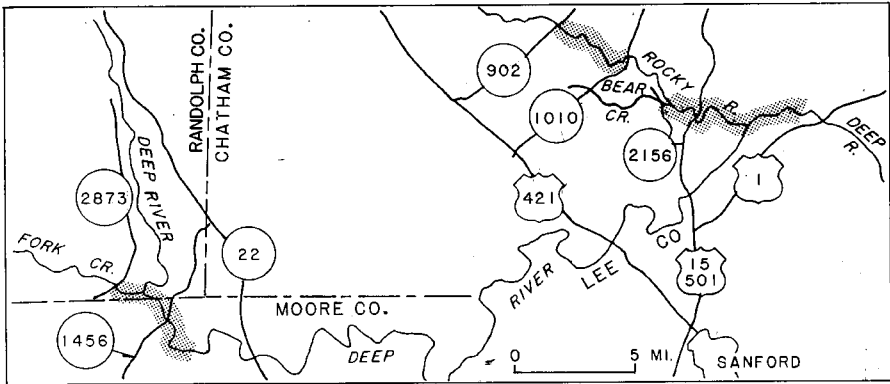 RANDOLPH CO.
CHATHAM CO.
902
ROCKY
R.
BEAR
CR.
1010
2156
DEEP
R.
1
421
15
501
LEE CO
RIVER
DEEP RIVER
2873
22
FORK
CR.
MOORE CO.
1456
DEEP
0 5 MI.
SANFORD